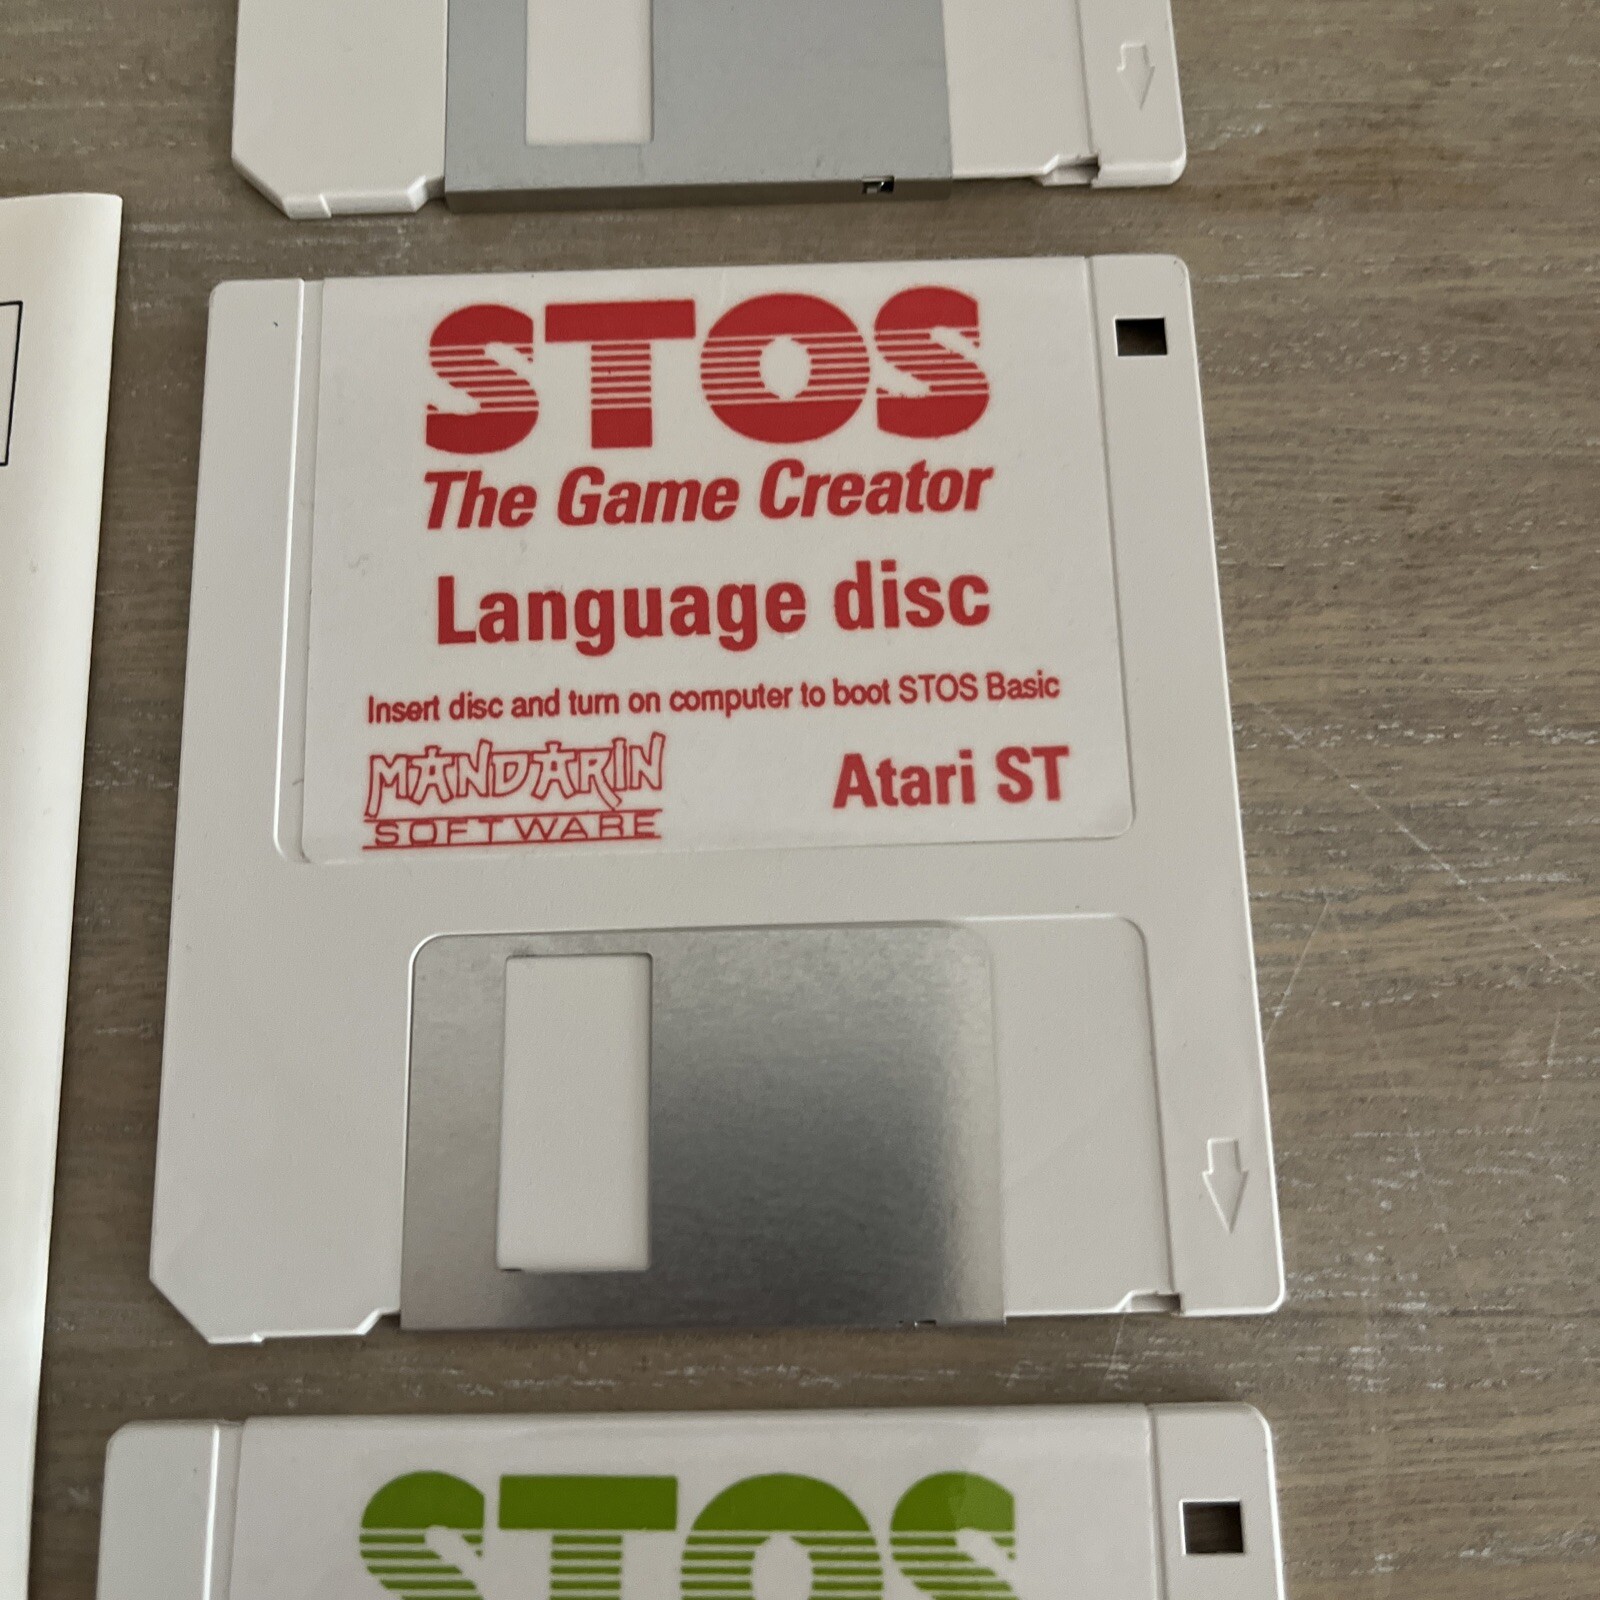 STOS
The Game Creator
Language disc
Insert disc and turn on computer to boot STOS Basic
MANDARIN
SOFTWARE
Atari ST
STOS